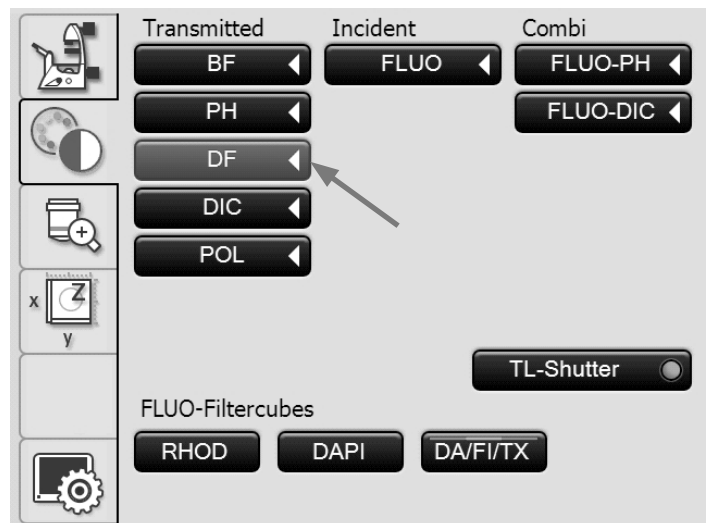 Transmitted Incident Combi
BF FLUO FLUO-PH
PH FLUO-DIC
DF
DIC
POL
x Z
y
TL-Shutter
FLUO-Filtercubes
RHOD DAPI DA/FI/TX